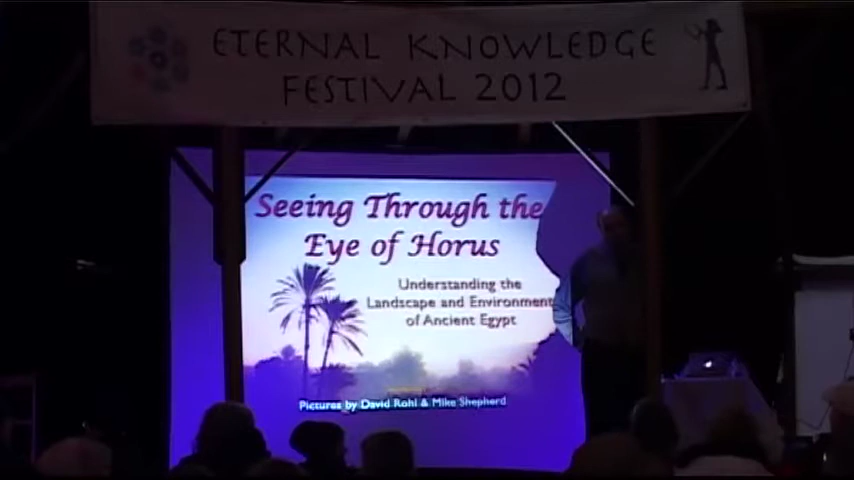 ETERNAL KNOWLEDGE
FESTIVAL 2012
Seeing Through the
Eye of Horus
Understanding the
Landscape and Environment
of Ancient Egypt
Pictures by David Rohl & Mike Shepherd